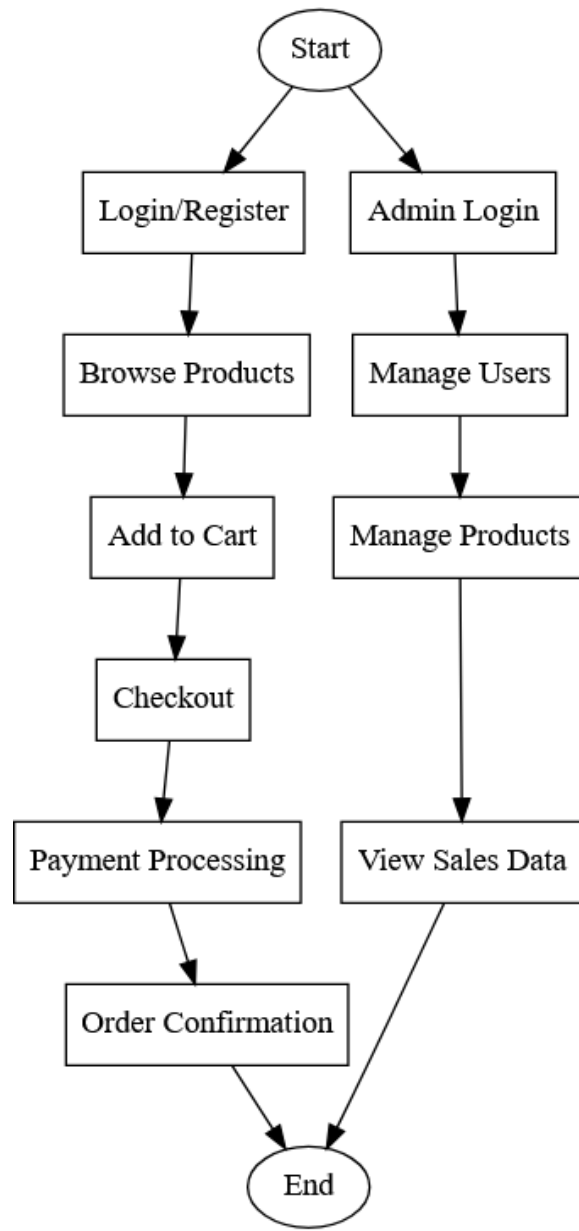 Start
Login/Register
Admin Login
Browse Products
Manage Users
Add to Cart
Manage Products
Checkout
Payment Processing
View Sales Data
Order Confirmation
End